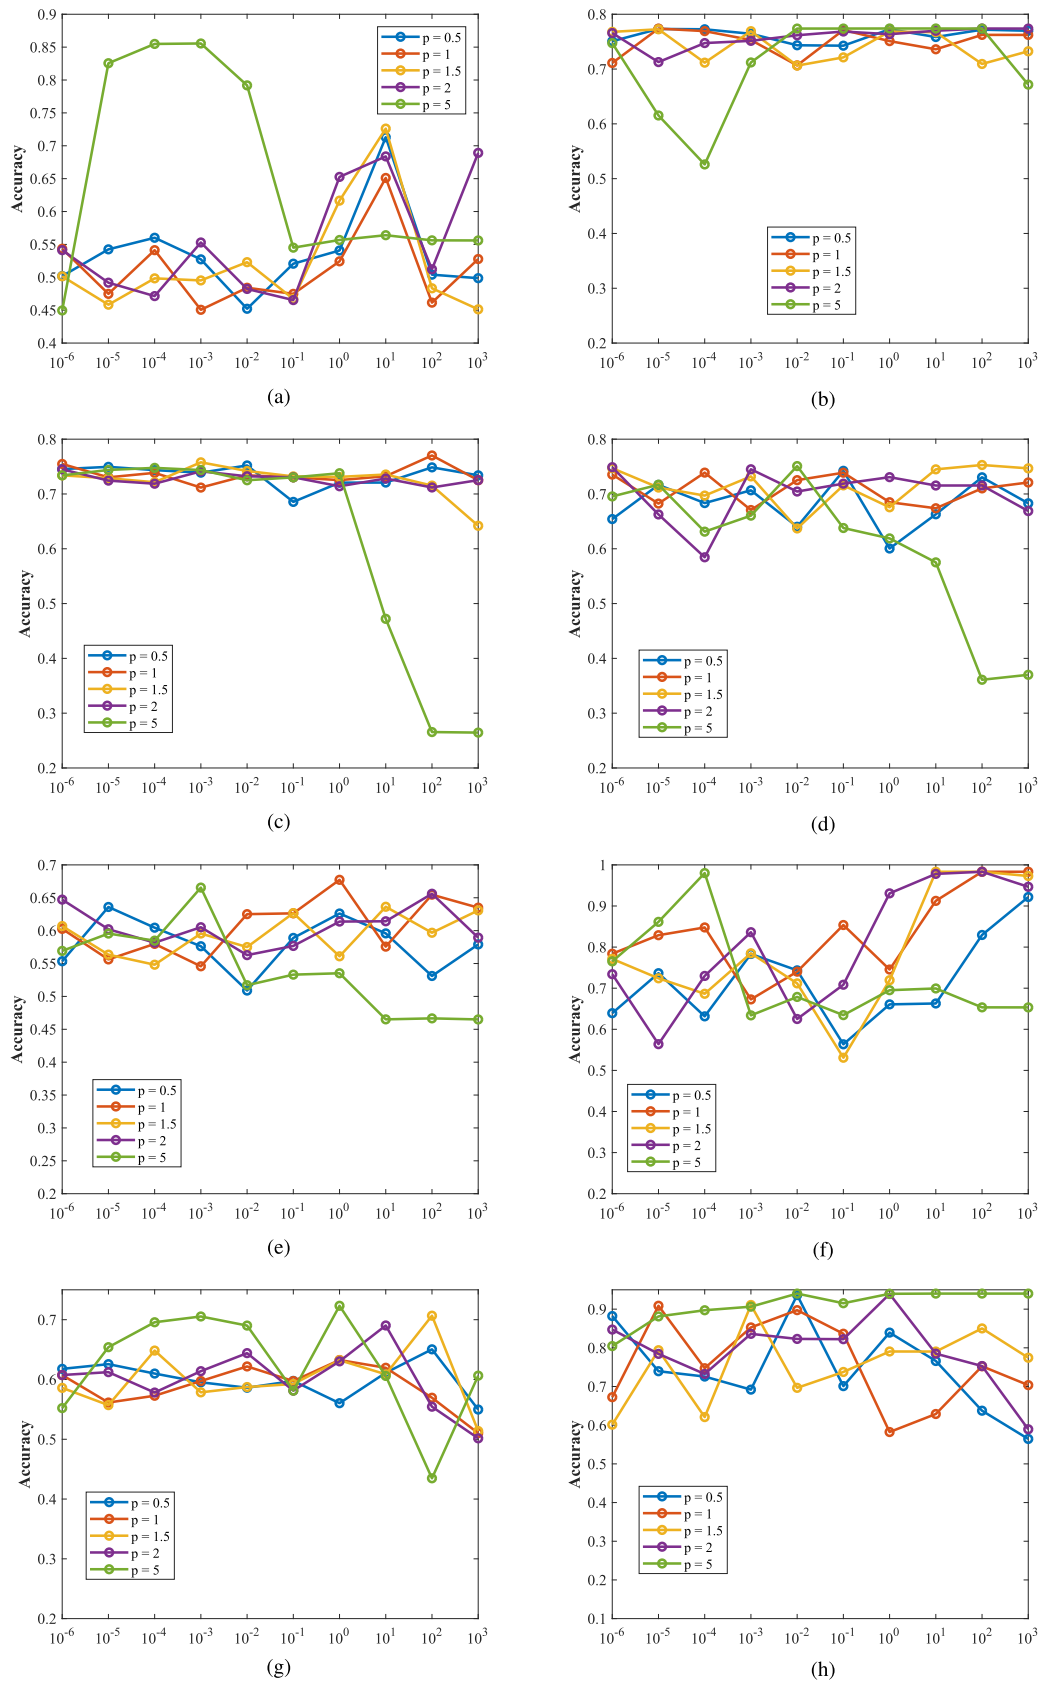 0.9
0.85
0.8
0.75
0.7
0.65
0.6
0.55
0.5
0.45
0.4
Accuracy
p = 0.5
p = 1
p = 1.5
p = 2
p = 5
10^-6 10^-5 10^-4 10^-3 10^-2 10^-1 10^0 10^1 10^2 10^3
(a)
0.8
0.7
0.6
0.5
0.4
0.3
0.2
Accuracy
p = 0.5
p = 1
p = 1.5
p = 2
p = 5
10^-6 10^-5 10^-4 10^-3 10^-2 10^-1 10^0 10^1 10^2 10^3
(b)
0.8
0.7
0.6
0.5
0.4
0.3
0.2
Accuracy
p = 0.5
p = 1
p = 1.5
p = 2
p = 5
10^-6 10^-5 10^-4 10^-3 10^-2 10^-1 10^0 10^1 10^2 10^3
(c)
0.8
0.7
0.6
0.5
0.4
0.3
0.2
Accuracy
p = 0.5
p = 1
p = 1.5
p = 2
p = 5
10^-6 10^-5 10^-4 10^-3 10^-2 10^-1 10^0 10^1 10^2 10^3
(d)
0.7
0.65
0.6
0.55
0.5
0.45
0.4
0.35
0.3
0.25
0.2
Accuracy
p = 0.5
p = 1
p = 1.5
p = 2
p = 5
10^-6 10^-5 10^-4 10^-3 10^-2 10^-1 10^0 10^1 10^2 10^3
(e)
1
0.9
0.8
0.7
0.6
0.5
0.4
0.3
0.2
Accuracy
p = 0.5
p = 1
p = 1.5
p = 2
p = 5
10^-6 10^-5 10^-4 10^-3 10^-2 10^-1 10^0 10^1 10^2 10^3
(f)
0.7
0.6
0.5
0.4
0.3
0.2
Accuracy
p = 0.5
p = 1
p = 1.5
p = 2
p = 5
10^-6 10^-5 10^-4 10^-3 10^-2 10^-1 10^0 10^1 10^2 10^3
(g)
0.9
0.8
0.7
0.6
0.5
0.4
0.3
0.2
0.1
Accuracy
p = 0.5
p = 1
p = 1.5
p = 2
p = 5
10^-6 10^-5 10^-4 10^-3 10^-2 10^-1 10^0 10^1 10^2 10^3
(h)